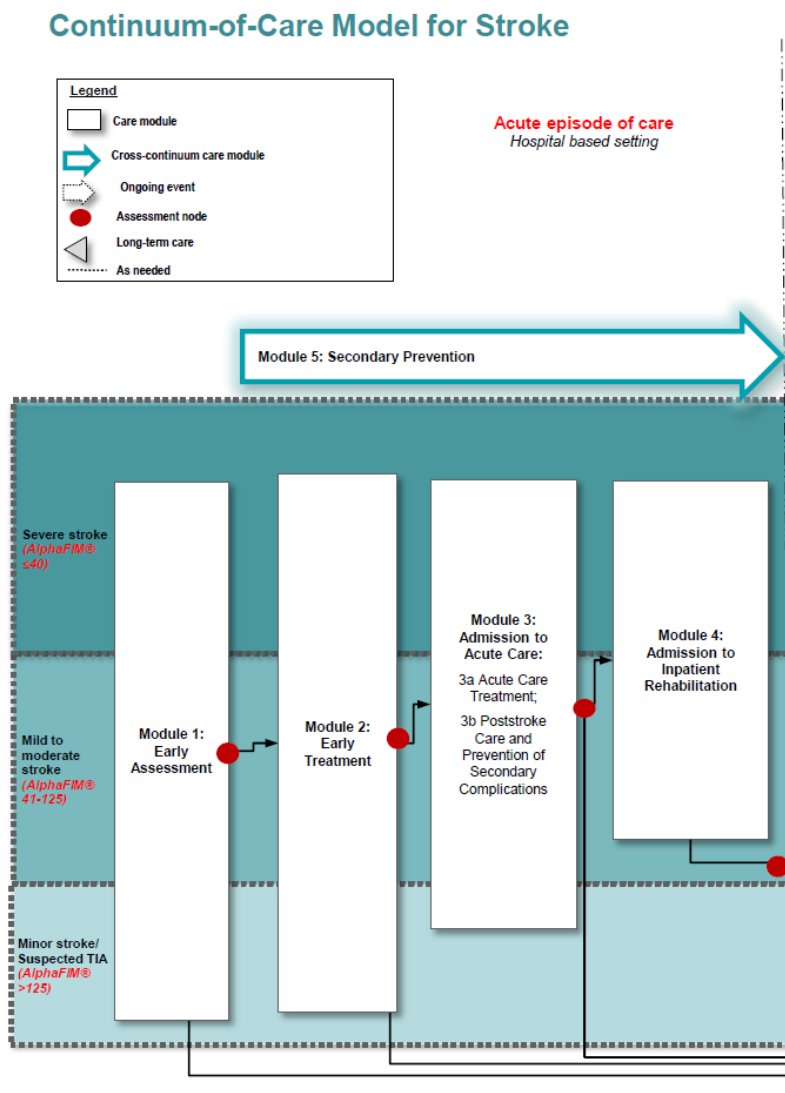 Continuum-of-Care Model for Stroke
Legend
Care module
Cross-continuum care module
Ongoing event
Assessment node
Long-term care
As needed
Acute episode of care
Hospital based setting
Module 5: Secondary Prevention
Severe stroke
(AlphaFIM®
≤40)
Mild to
moderate
stroke
(AlphaFIM®
41-125)
Minor stroke/
Suspected TIA
(AlphaFIM®
>125)
Module 1:
Early
Assessment
Module 2:
Early
Treatment
Module 3:
Admission to
Acute Care:
3a Acute Care
Treatment;
3b Poststroke
Care and
Prevention of
Secondary
Complications
Module 4:
Admission to
Inpatient
Rehabilitation